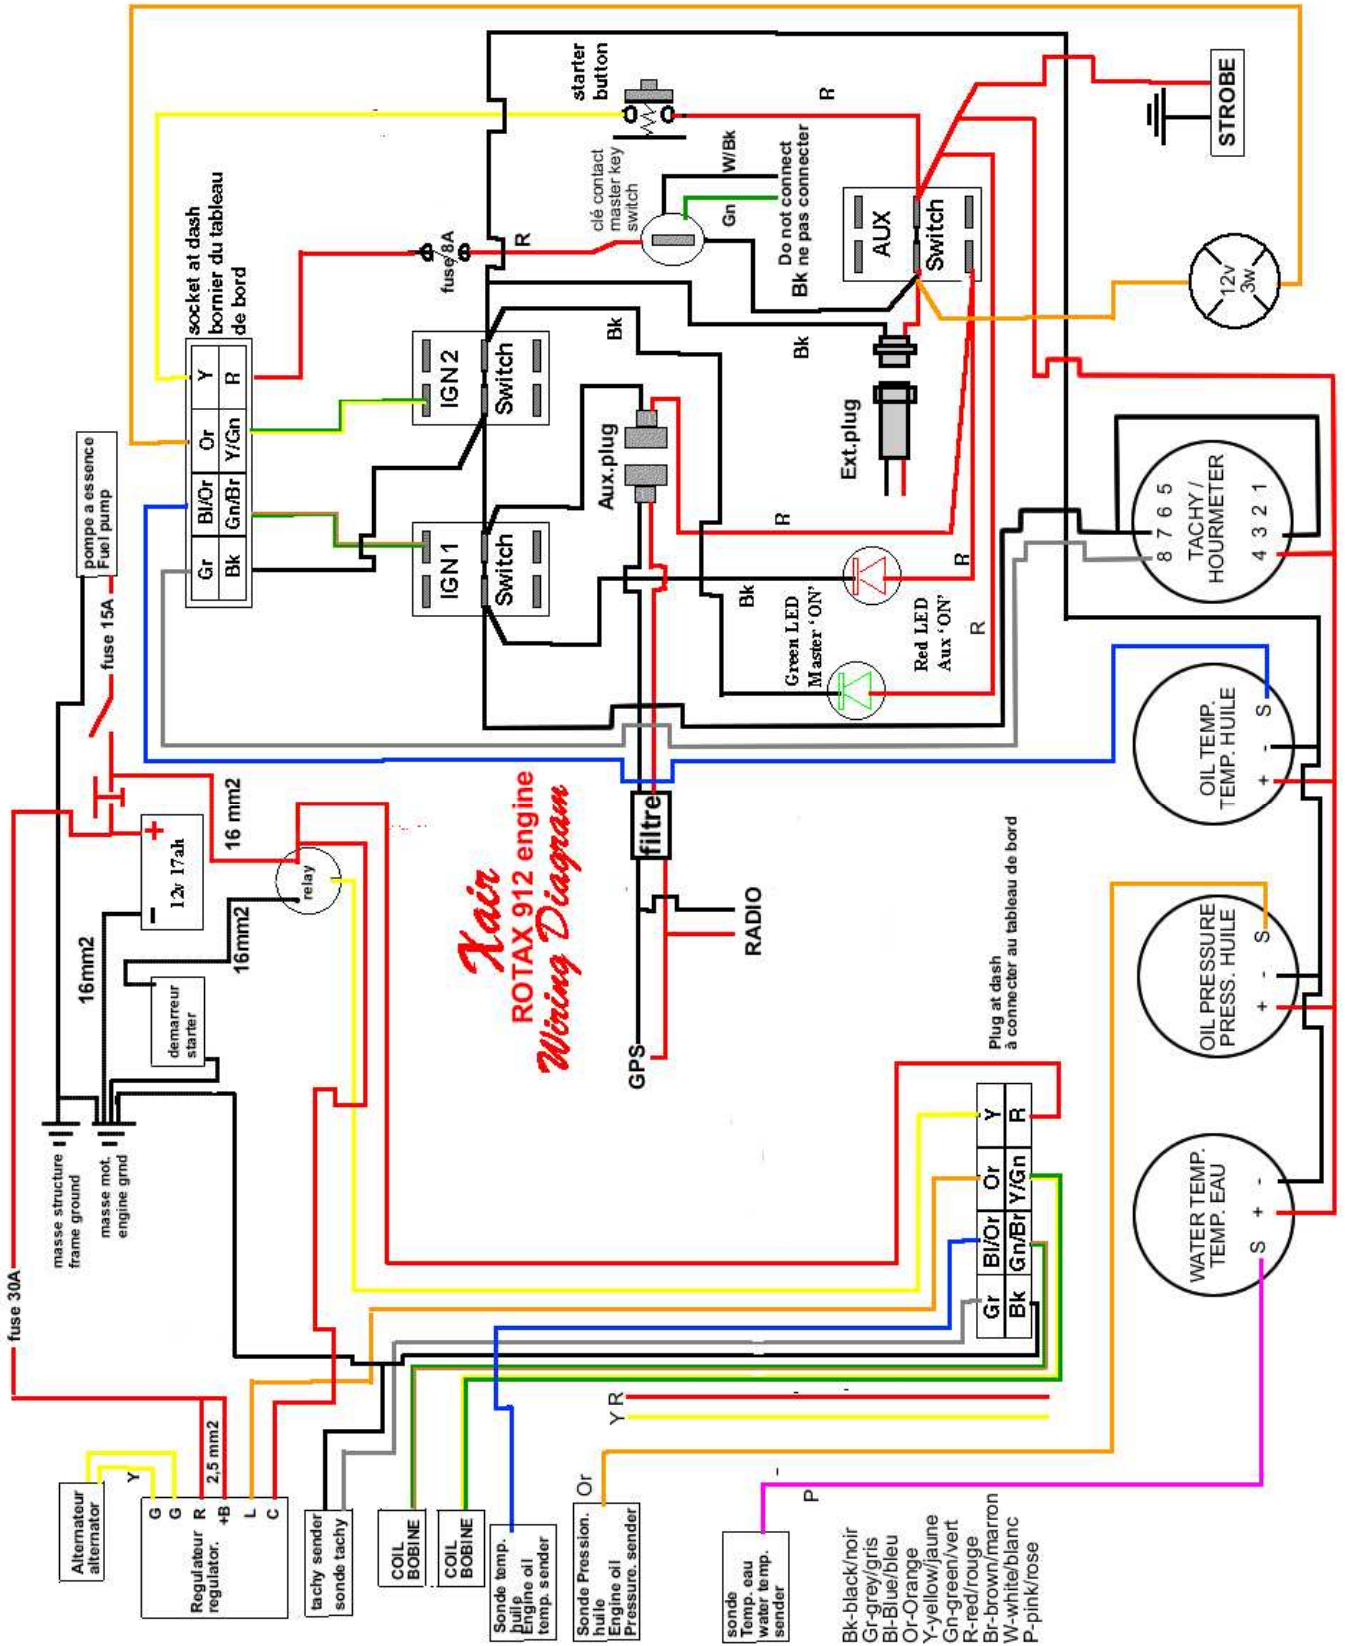 Xair
ROTAX 912 engine
Wiring Diagram
Alternateur
alternator
Y
G
G
R
+B
L
C
Regulateur
regulator.
2,5 mm2
fuse 30A
masse structure
frame ground
masse mot.
engine grnd
16mm2
demarreur
starter
16mm2
- +
12v 17ah
16 mm2
relay
fuse 15A
pompe a essence
Fuel pump
socket at dash
bornier du tableau
de bord
Gr Bl/Or Or Y
Bk Gn/Br Y/Gn R
fuse 8A
R
starter
button
R
clé contact
master key
switch
W/Bk
Gn
Do not connect
Bk ne pas connecter
IGN1
Switch
IGN2
Switch
AUX
Switch
Bk
Bk
Aux.plug
Ext.plug
R
R
R
Bk
Green LED
Master 'ON'
Red LED
Aux 'ON'
STROBE
12v
3w
filtre
GPS
RADIO
tachy sender
sonde tachy
COIL
BOBINE
COIL
BOBINE
Sonde temp.
huile
Engine oil
temp. sender
Sonde Pression.
huile
Engine oil
Pressure. sender
Or
Y R
sonde
Temp. eau
water temp.
sender
P
Plug at dash
à connecter au tableau de bord
Gr Bl/Or Or Y
Bk Gn/Br Y/Gn R
WATER TEMP.
TEMP. EAU
S + -
OIL PRESSURE
PRESS. HUILE
+ - S
OIL TEMP.
TEMP. HUILE
+ - S
8 7 6 5
TACHY /
HOURMETER
4 3 2 1
Bk-black/noir
Gr-grey/gris
Bl-Blue/bleu
Or-Orange
Y-yellow/jaune
Gn-green/vert
R-red/rouge
Br-brown/marron
W-white/blanc
P-pink/rose